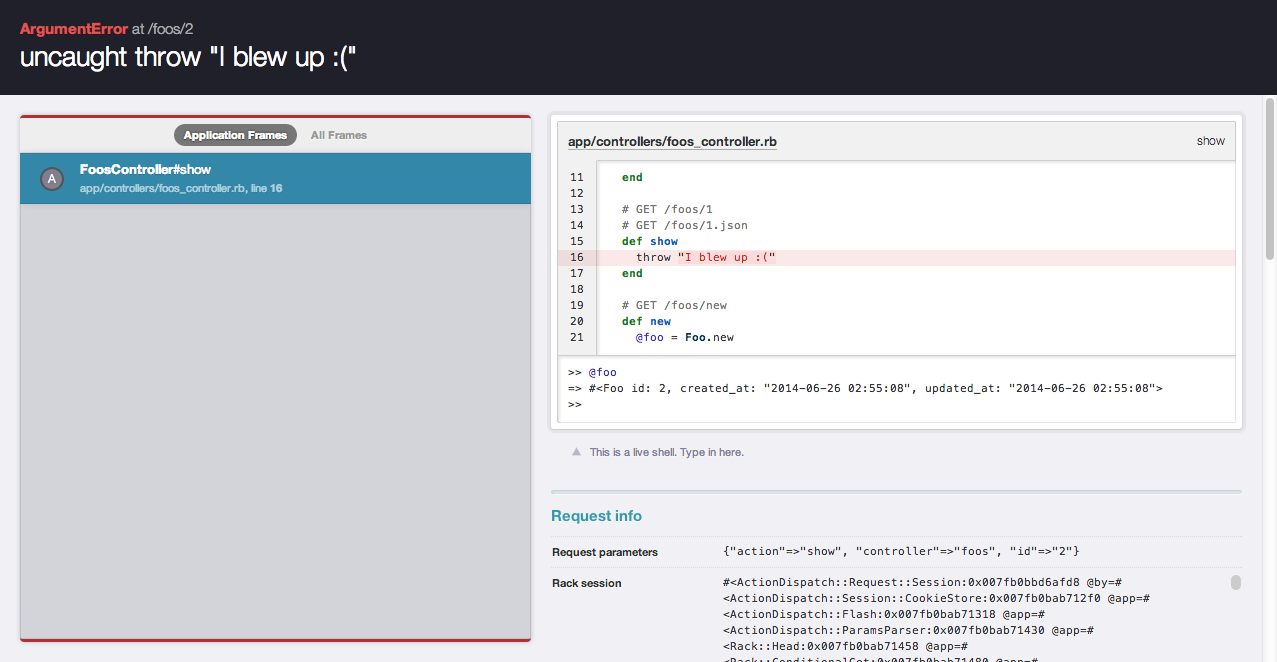 ArgumentError at /foos/2
uncaught throw "I blew up :("
Application Frames All Frames
A
FoosController#show
app/controllers/foos_controller.rb, line 16
app/controllers/foos_controller.rb show
11 end
12
13 # GET /foos/1
14 # GET /foos/1.json
15 def show
16 throw "I blew up :("
17 end
18
19 # GET /foos/new
20 def new
21 @foo = Foo.new
>> @foo
=> #<Foo id: 2, created_at: "2014-06-26 02:55:08", updated_at: "2014-06-26 02:55:08">
>>
This is a live shell. Type in here.
Request info
Request parameters {"action"=>"show", "controller"=>"foos", "id"=>"2"}
Rack session #<ActionDispatch::Request::Session:0x007fb0bbd6afd8 @by=#
<ActionDispatch::Session::CookieStore:0x007fb0bab712f0 @app=#
<ActionDispatch::Flash:0x007fb0bab71318 @app=#
<ActionDispatch::ParamsParser:0x007fb0bab71430 @app=#
<Rack::Head:0x007fb0bab71458 @app=#
<Rack::ConditionalGet:0x007fb0bab71480 @app=#